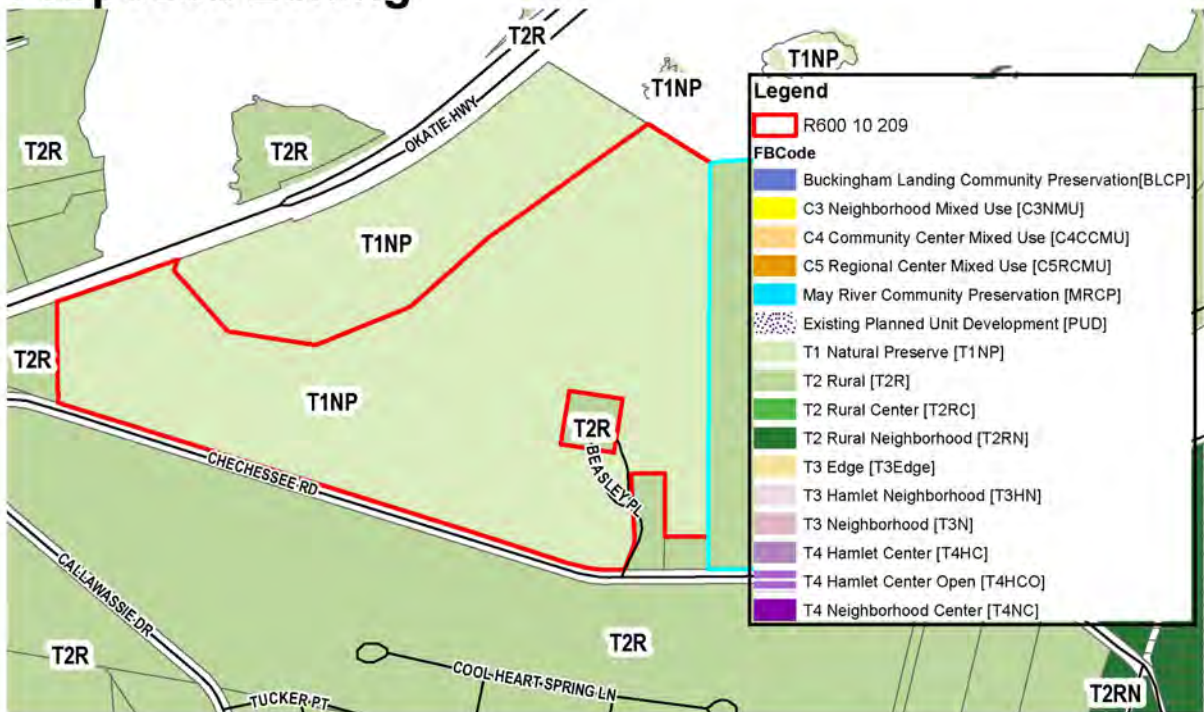 T2R
T1NP
T1NP
T2R
T2R
OKATIE HWY
T1NP
T2R
T1NP
T2R
BEASLEY PL
CHECHESSEE RD
CALLAWASSIE DR
T2R
T2R
COOL HEART SPRING LN
TUCKER PT
T2RN
Legend
R600 10 209
FBCode
Buckingham Landing Community Preservation[BLCP]
C3 Neighborhood Mixed Use [C3NMU]
C4 Community Center Mixed Use [C4CCMU]
C5 Regional Center Mixed Use [C5RCMU]
May River Community Preservation [MRCP]
Existing Planned Unit Development [PUD]
T1 Natural Preserve [T1NP]
T2 Rural [T2R]
T2 Rural Center [T2RC]
T2 Rural Neighborhood [T2RN]
T3 Edge [T3Edge]
T3 Hamlet Neighborhood [T3HN]
T3 Neighborhood [T3N]
T4 Hamlet Center [T4HC]
T4 Hamlet Center Open [T4HCO]
T4 Neighborhood Center [T4NC]